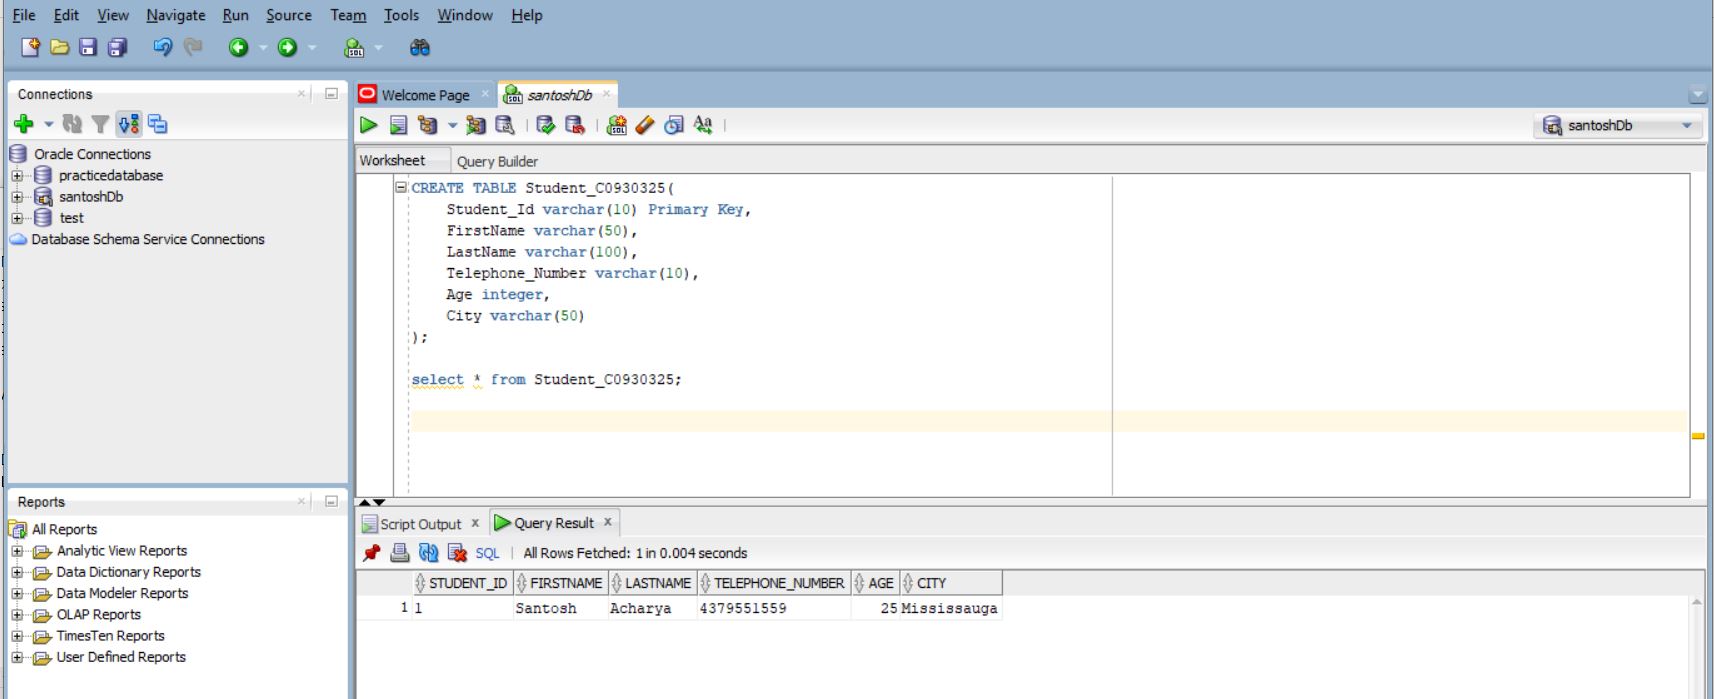 File Edit View Navigate Run Source Team Tools Window Help
Connections
Oracle Connections
practicedatabase
santoshDb
test
Database Schema Service Connections
Reports
All Reports
Analytic View Reports
Data Dictionary Reports
Data Modeler Reports
OLAP Reports
TimesTen Reports
User Defined Reports
Welcome Page santoshDb
santoshDb
Worksheet Query Builder
CREATE TABLE Student_C0930325(
Student_Id varchar(10) Primary Key,
FirstName varchar(50),
LastName varchar(100),
Telephone_Number varchar(10),
Age integer,
City varchar(50)
);
select * from Student_C0930325;
Script Output x Query Result x
SQL | All Rows Fetched: 1 in 0.004 seconds
STUDENT_ID FIRSTNAME LASTNAME TELEPHONE_NUMBER AGE CITY
1 1 Santosh Acharya 4379551559 25 Mississauga